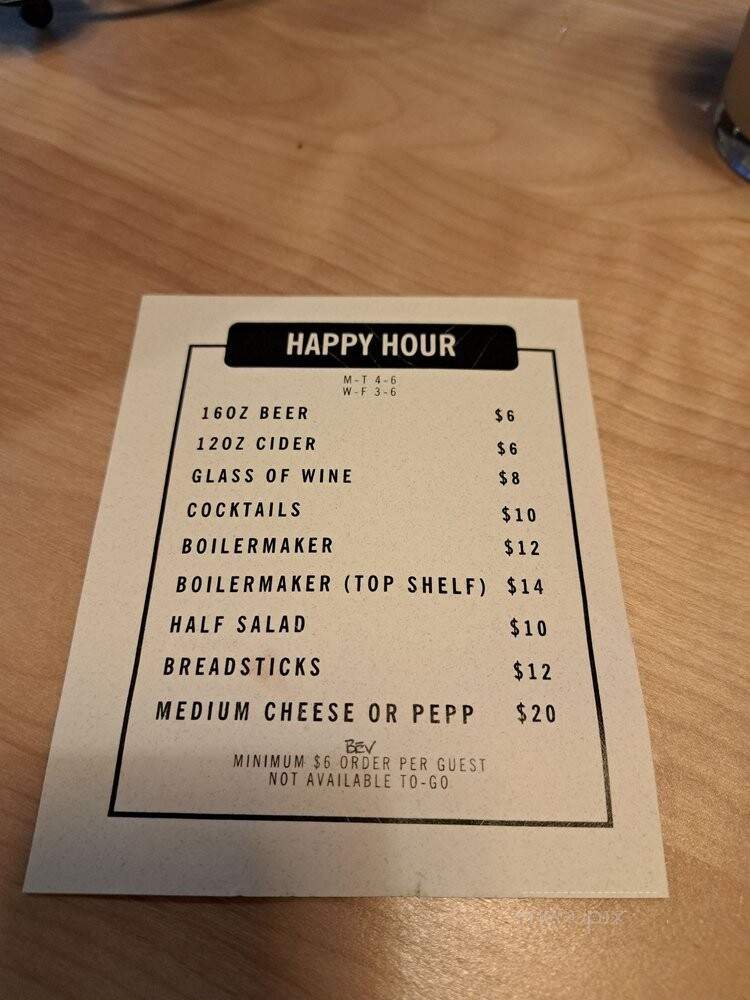 HAPPY HOUR
M-T 4-6
W-F 3-6
16OZ BEER $6
12OZ CIDER $6
GLASS OF WINE $8
COCKTAILS $10
BOILERMAKER $12
BOILERMAKER (TOP SHELF) $14
HALF SALAD $10
BREADSTICKS $12
MEDIUM CHEESE OR PEPP $20
BEV
MINIMUM $6 ORDER PER GUEST
NOT AVAILABLE TO-GO